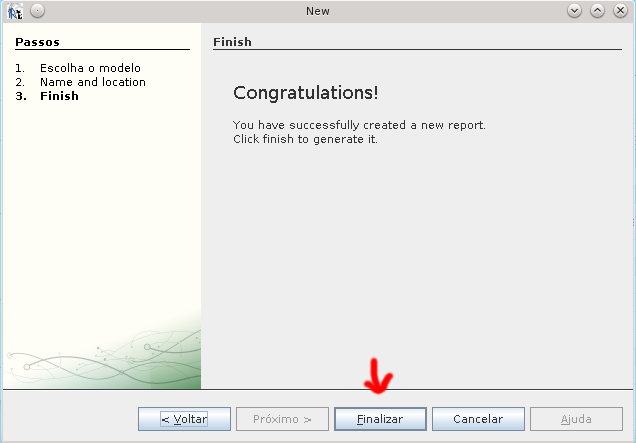 New
Passos
1. Escolha o modelo
2. Name and location
3. Finish
Finish
Congratulations!
You have successfully created a new report.
Click finish to generate it.
< Voltar
Próximo >
Finalizar
Cancelar
Ajuda